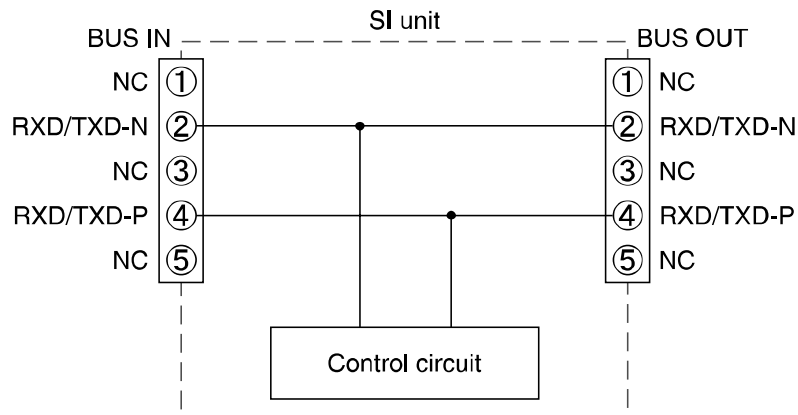 SI unit
BUS IN
BUS OUT
NC ① ① NC
RXD/TXD-N ② ② RXD/TXD-N
NC ③ ③ NC
RXD/TXD-P ④ ④ RXD/TXD-P
NC ⑤ ⑤ NC
Control circuit